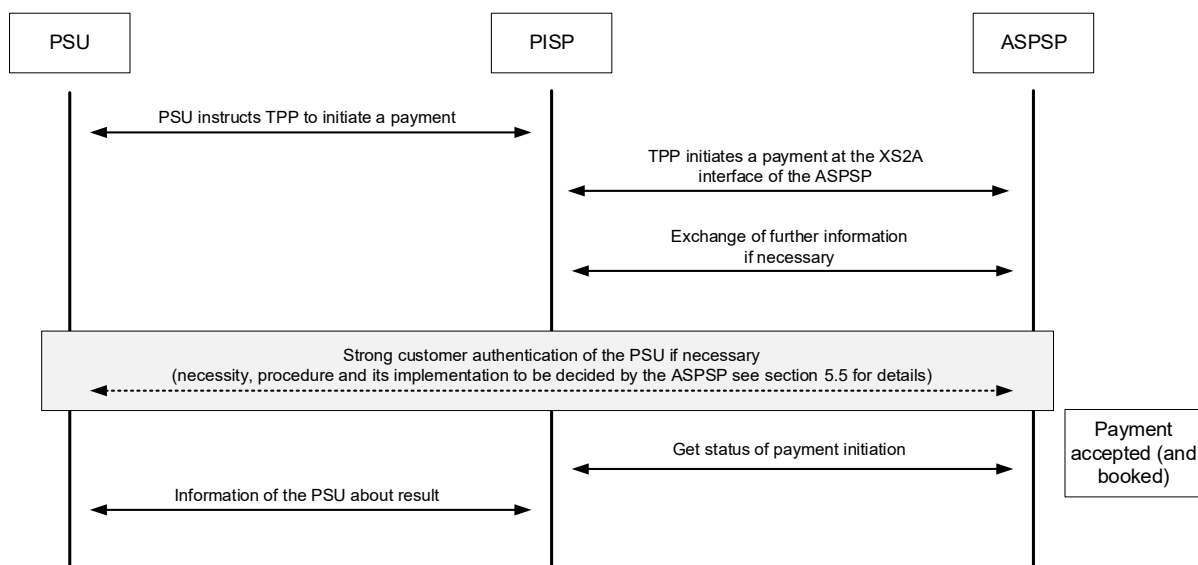 PSU
PISP
ASPSP
PSU instructs TPP to initiate a payment
TPP initiates a payment at the XS2A
interface of the ASPSP
Exchange of further information
if necessary
Strong customer authentication of the PSU if necessary
(necessity, procedure and its implementation to be decided by the ASPSP see section 5.5 for details)
Get status of payment initiation
Payment
accepted (and
booked)
Information of the PSU about result